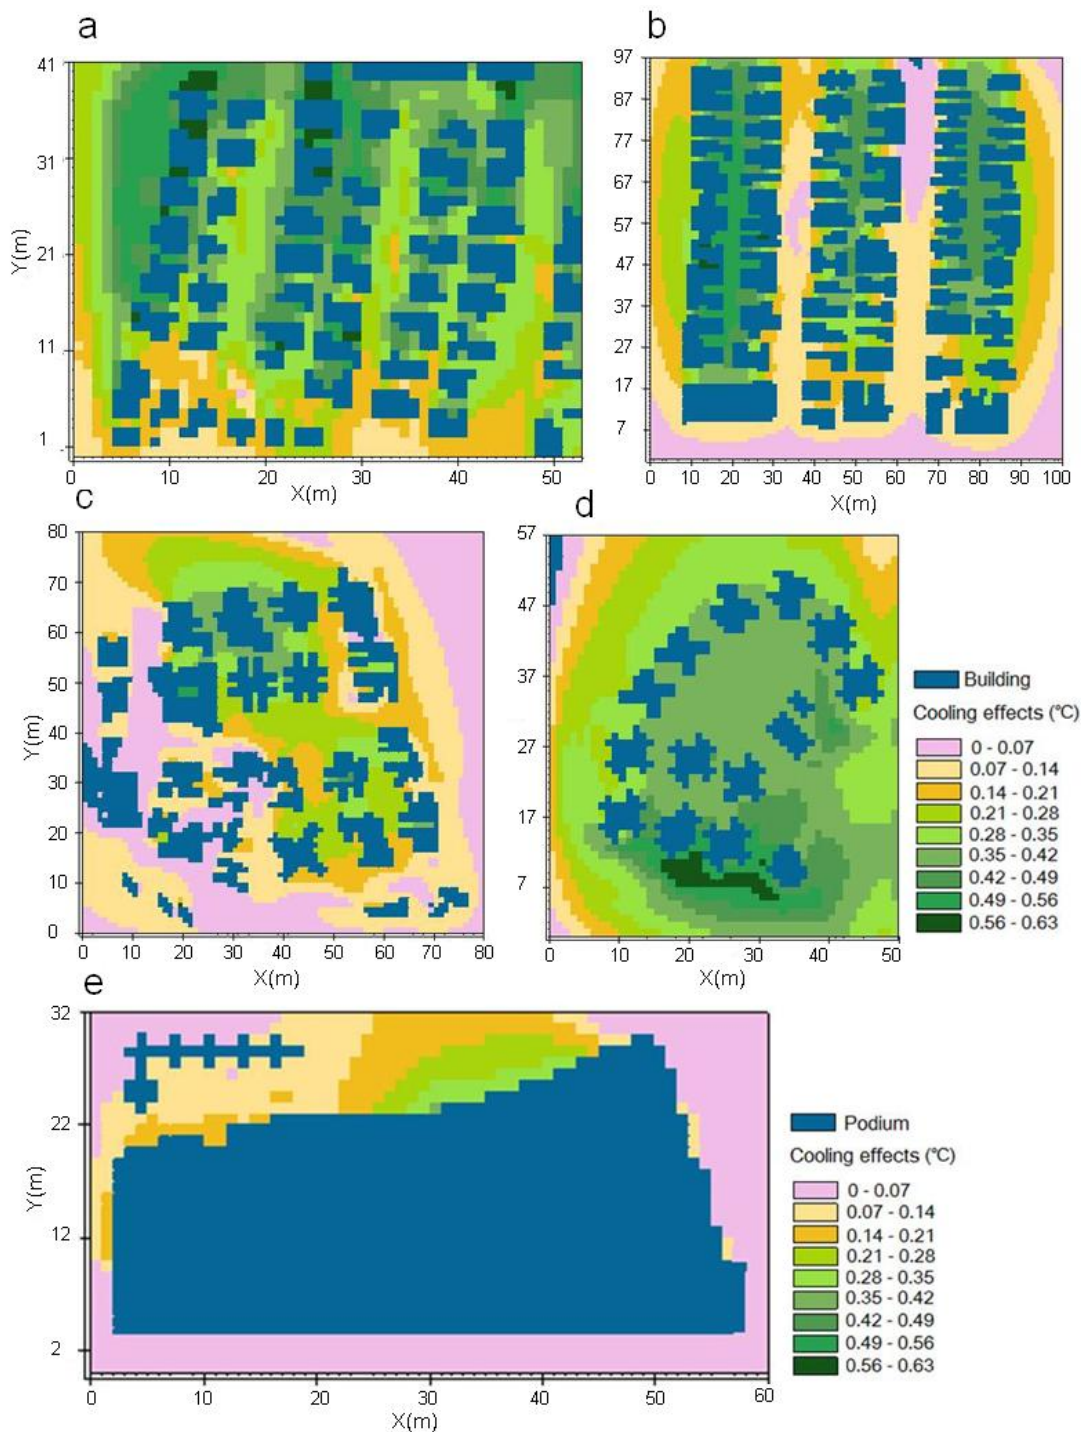 a
b
41
31
21
11
1
Y(m)
0 10 20 30 40 50
X(m)
97
87
77
67
57
47
37
27
17
7
Y(m)
0 10 20 30 40 50 60 70 80 90 100
X(m)
c
d
80
70
60
50
40
30
20
10
0
Y(m)
0 10 20 30 40 50 60 70 80
X(m)
57
47
37
27
17
7
0 10 20 30 40 50
X(m)
Building
Cooling effects (°C)
0 - 0.07
0.07 - 0.14
0.14 - 0.21
0.21 - 0.28
0.28 - 0.35
0.35 - 0.42
0.42 - 0.49
0.49 - 0.56
0.56 - 0.63
e
32
22
12
2
Y(m)
0 10 20 30 40 50 60
X(m)
Podium
Cooling effects (°C)
0 - 0.07
0.07 - 0.14
0.14 - 0.21
0.21 - 0.28
0.28 - 0.35
0.35 - 0.42
0.42 - 0.49
0.49 - 0.56
0.56 - 0.63